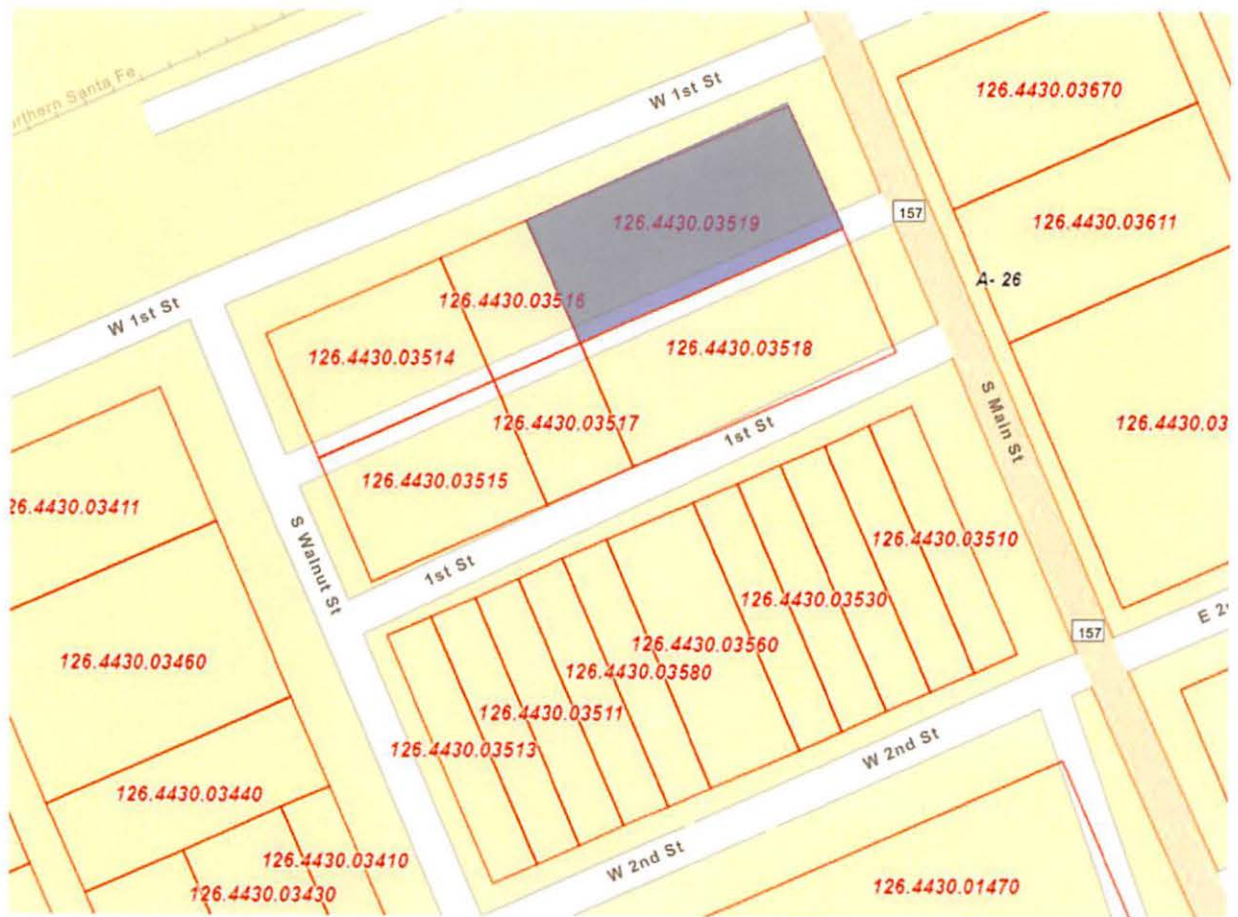 rthern Santa Fe
W 1st St
126.4430.03670
126.4430.03519
157
126.4430.03611
A- 26
126.4430.03516
W 1st St
126.4430.03514
126.4430.03518
126.4430.03517
1st St
S Main St
126.4430.03
126.4430.03515
26.4430.03411
S Walnut St
1st St
126.4430.03510
126.4430.03530
157
E 2
126.4430.03460
126.4430.03560
126.4430.03580
126.4430.03511
126.4430.03513
W 2nd St
126.4430.03440
126.4430.03410
126.4430.03430
W 2nd St
126.4430.01470